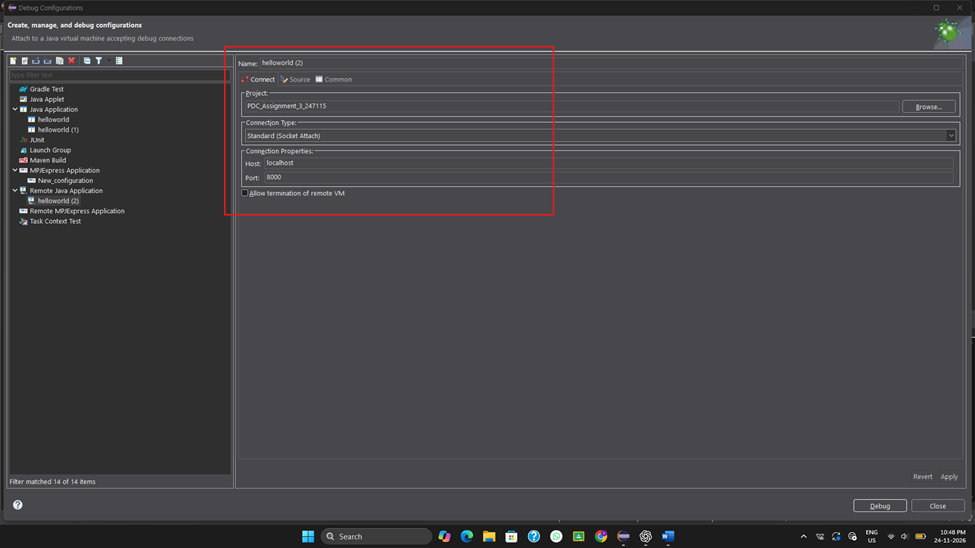 Debug Configurations
Create, manage, and debug configurations
Attach to a Java virtual machine accepting debug connections
type filter text
Gradle Test
Java Applet
Java Application
helloworld
helloworld (1)
JUnit
Launch Group
Maven Build
MPJExpress Application
New_configuration
Remote Java Application
helloworld (2)
Remote MPJExpress Application
Task Context Test
Filter matched 14 of 14 items
Name: helloworld (2)
Connect Source Common
Project:
PDC_Assignment_3_247115 Browse...
Connection Type:
Standard (Socket Attach)
Connection Properties:
Host: localhost
Port: 8000
Allow termination of remote VM
Revert Apply
Debug Close
Search
ENG
US
10:48 PM
24-11-2026